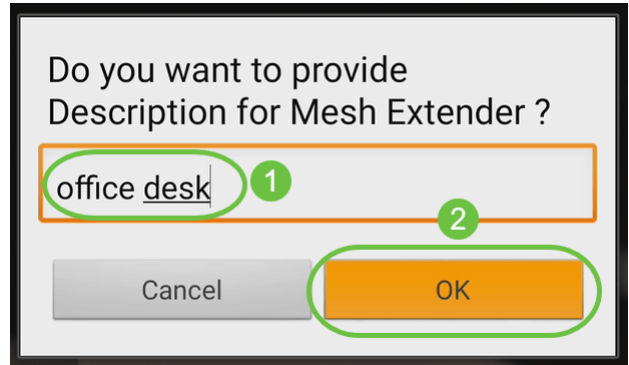 Do you want to provide
Description for Mesh Extender ?
office desk 1
2
Cancel OK